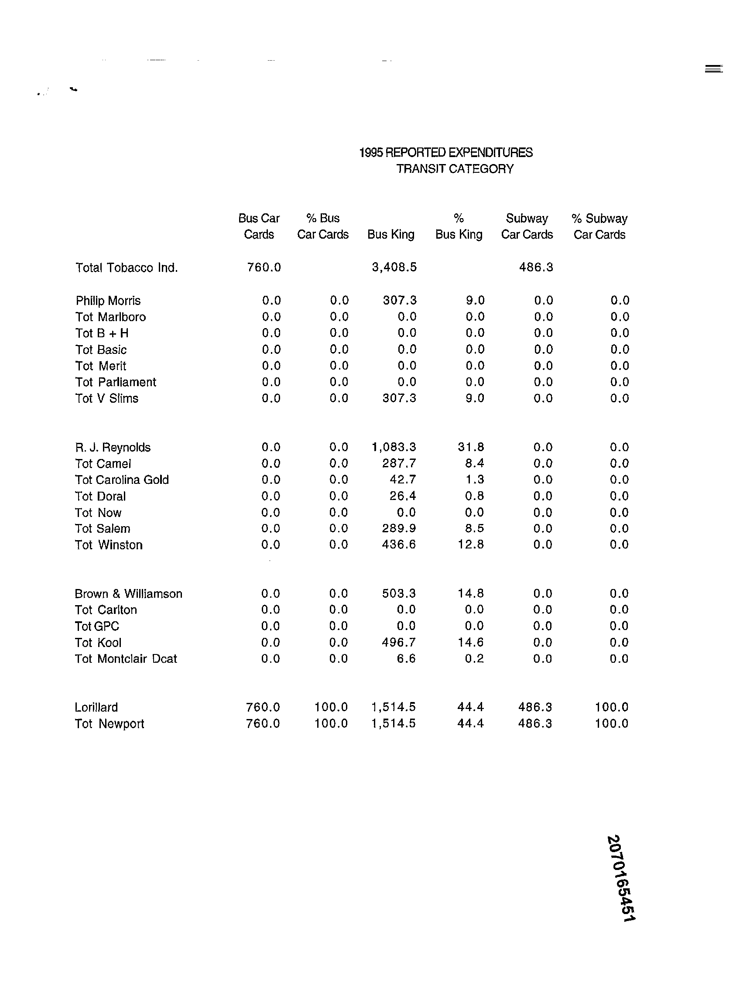 1995 REPORTED EXPENDITURES
TRANSIT CATEGORY
Bus Car % Bus % Subway % Subway
Cards Car Cards Bus King Bus King Car Cards Car Cards
Total Tobacco Ind. 760.0 3,408.5 486.3
Philip Morris 0.0 0.0 307.3 9.0 0.0 0.0
Tot Marlboro 0.0 0.0 0.0 0.0 0.0 0.0
Tot B + H 0.0 0.0 0.0 0.0 0.0 0.0
Tot Basic 0.0 0.0 0.0 0.0 0.0 0.0
Tot Merit 0.0 0.0 0.0 0.0 0.0 0.0
Tot Parliament 0.0 0.0 0.0 0.0 0.0 0.0
Tot V Slims 0.0 0.0 307.3 9.0 0.0 0.0
R. J. Reynolds 0.0 0.0 1,083.3 31.8 0.0 0.0
Tot Camel 0.0 0.0 287.7 8.4 0.0 0.0
Tot Carolina Gold 0.0 0.0 42.7 1.3 0.0 0.0
Tot Doral 0.0 0.0 26.4 0.8 0.0 0.0
Tot Now 0.0 0.0 0.0 0.0 0.0 0.0
Tot Salem 0.0 0.0 289.9 8.5 0.0 0.0
Tot Winston 0.0 0.0 436.6 12.8 0.0 0.0
Brown & Williamson 0.0 0.0 503.3 14.8 0.0 0.0
Tot Carlton 0.0 0.0 0.0 0.0 0.0 0.0
Tot GPC 0.0 0.0 0.0 0.0 0.0 0.0
Tot Kool 0.0 0.0 496.7 14.6 0.0 0.0
Tot Montclair Dcat 0.0 0.0 6.6 0.2 0.0 0.0
Lorillard 760.0 100.0 1,514.5 44.4 486.3 100.0
Tot Newport 760.0 100.0 1,514.5 44.4 486.3 100.0
2070165451